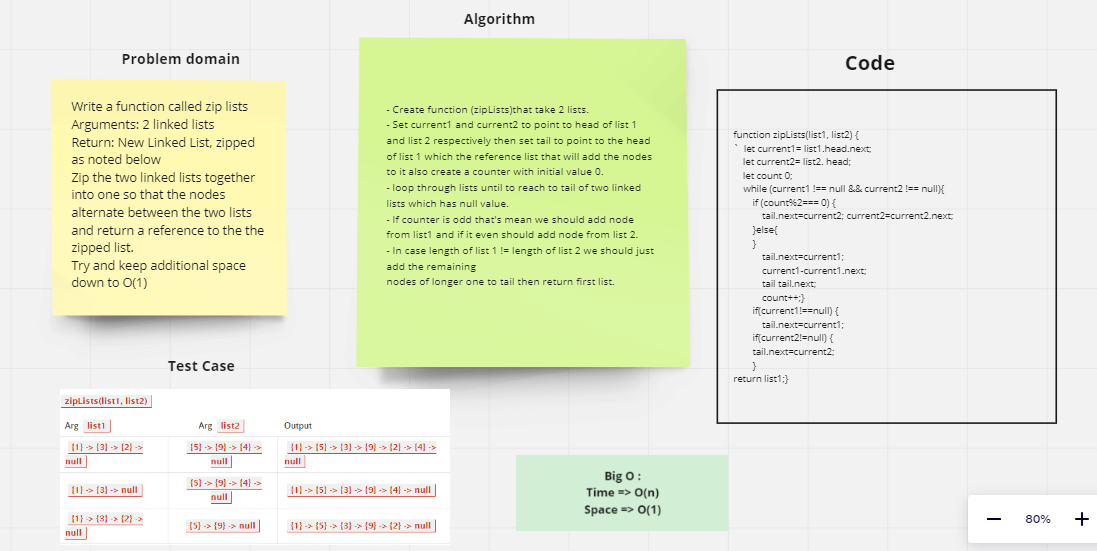 Algorithm
Problem domain
Code
Write a function called zip lists
Arguments: 2 linked lists
Return: New Linked List, zipped
as noted below
Zip the two linked lists together
into one so that the nodes
alternate between the two lists
and return a reference to the the
zipped list.
Try and keep additional space
down to O(1)
- Create function (zipLists)that take 2 lists.
- Set current1 and current2 to point to head of list 1
and list 2 respectively then set tail to point to the head
of list 1 which the reference list that will add the nodes
to it also create a counter with initial value 0.
- loop through lists until to reach to tail of two linked
lists which has null value.
- If counter is odd that's mean we should add node
from list1 and if it even should add node from list 2.
- In case length of list 1 != length of list 2 we should just
add the remaining
nodes of longer one to tail then return first list.
function zipLists(list1, list2) {
` let current1= list1.head.next;
let current2= list2. head;
let count 0;
while (current1 !== null && current2 !== null){
if (count%2=== 0) {
tail.next=current2; current2=current2.next;
}else{
}
tail.next=current1;
current1-current1.next;
tail tail.next;
count++;}
if(current1!==null) {
tail.next=current1;
if(current2!=null) {
tail.next=current2;
}
return list1;}
Test Case
zipLists(list1, list2)
Arg list1 Arg list2 Output
{1} -> {3} -> {2} -> null {5} -> {9} -> {4} -> null {1} -> {5} -> {3} -> {9} -> {2} -> {4} -> null
{1} -> {3} -> null {5} -> {9} -> {4} -> null {1} -> {5} -> {3} -> {9} -> {4} -> null
{1} -> {3} -> {2} -> null {5} -> {9} -> null {1} -> {5} -> {3} -> {9} -> {2} -> null
Big O :
Time => O(n)
Space => O(1)
80%